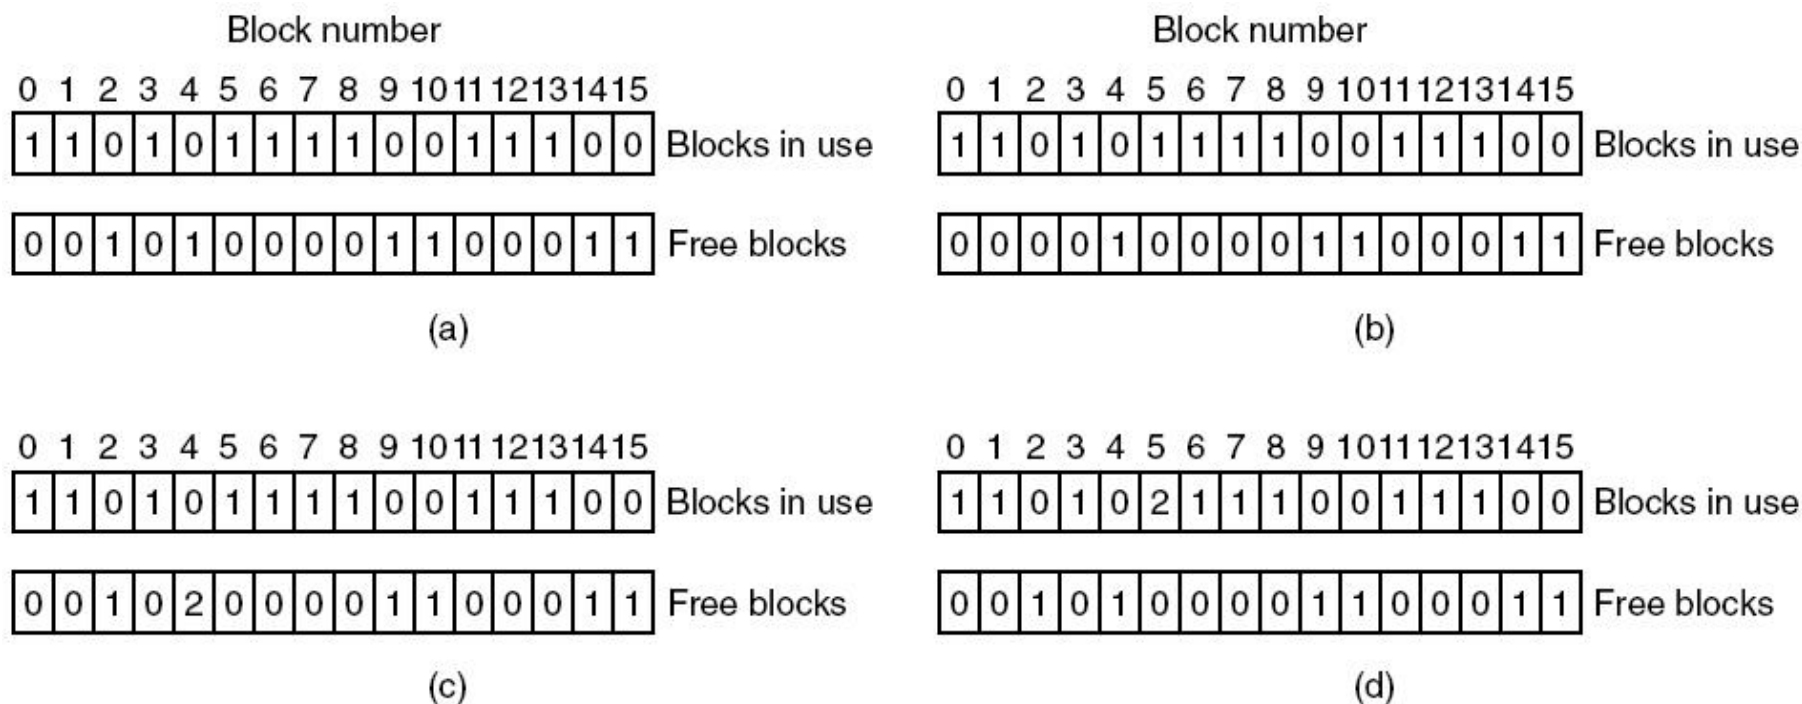 Block number
0 1 2 3 4 5 6 7 8 9 10 11 12 13 14 15
1 1 0 1 0 1 1 1 1 0 0 1 1 1 0 0 Blocks in use
0 0 1 0 1 0 0 0 0 1 1 0 0 0 1 1 Free blocks
(a)
Block number
0 1 2 3 4 5 6 7 8 9 10 11 12 13 14 15
1 1 0 1 0 1 1 1 1 0 0 1 1 1 0 0 Blocks in use
0 0 0 0 1 0 0 0 0 1 1 0 0 0 1 1 Free blocks
(b)
0 1 2 3 4 5 6 7 8 9 10 11 12 13 14 15
1 1 0 1 0 1 1 1 1 0 0 1 1 1 0 0 Blocks in use
0 0 1 0 2 0 0 0 0 1 1 0 0 0 1 1 Free blocks
(c)
0 1 2 3 4 5 6 7 8 9 10 11 12 13 14 15
1 1 0 1 0 2 1 1 1 0 0 1 1 1 0 0 Blocks in use
0 0 1 0 1 0 0 0 0 1 1 0 0 0 1 1 Free blocks
(d)